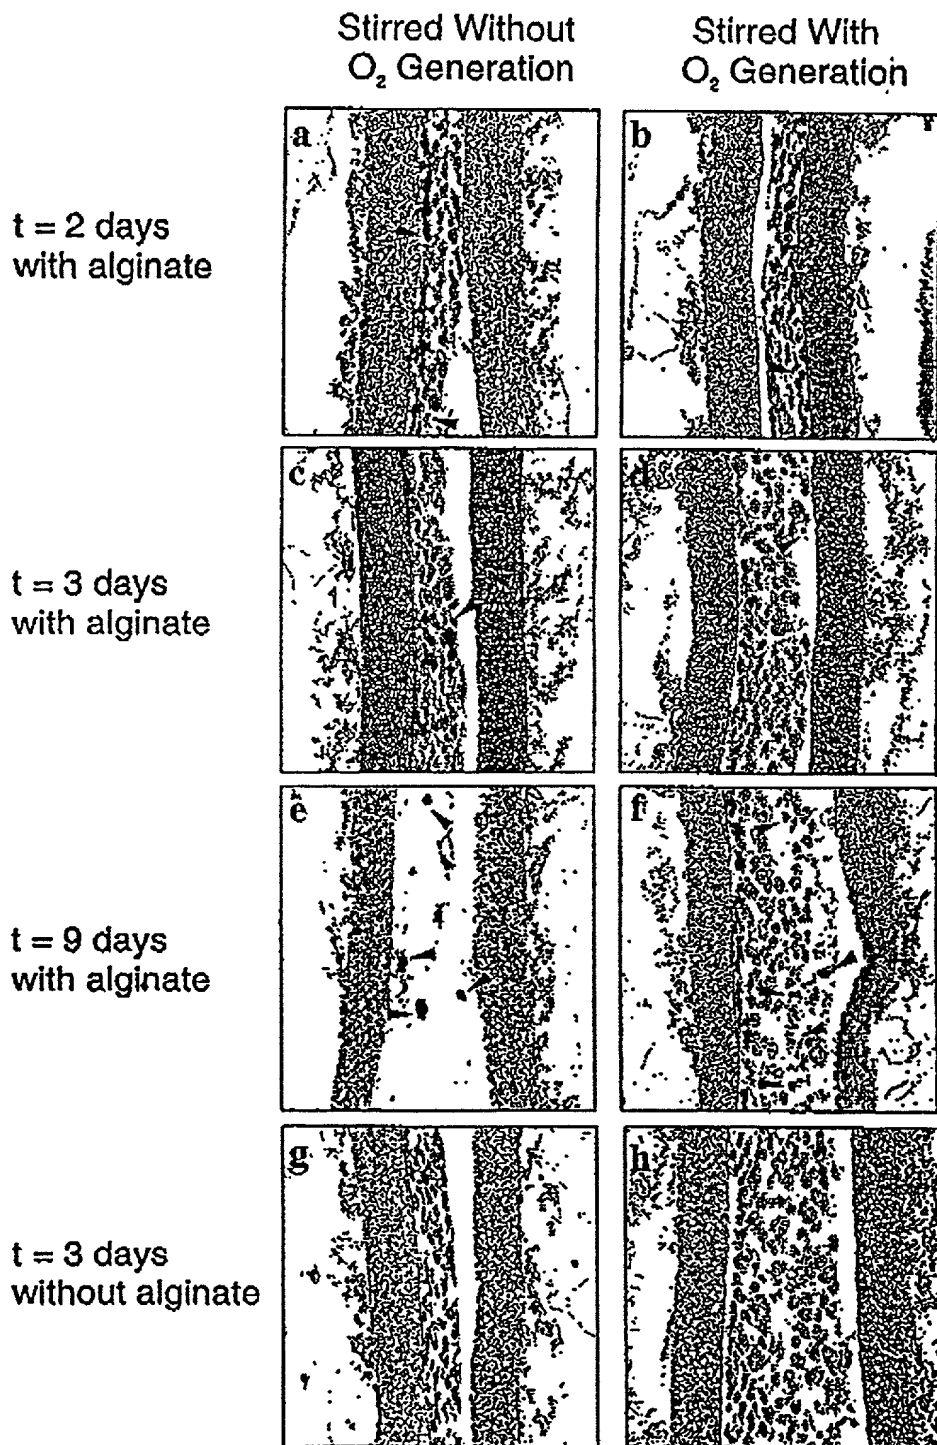 Stirred Without
O₂ Generation
Stirred With
O₂ Generation
t = 2 days
with alginate
a
b
t = 3 days
with alginate
c
d
t = 9 days
with alginate
e
f
t = 3 days
without alginate
g
h